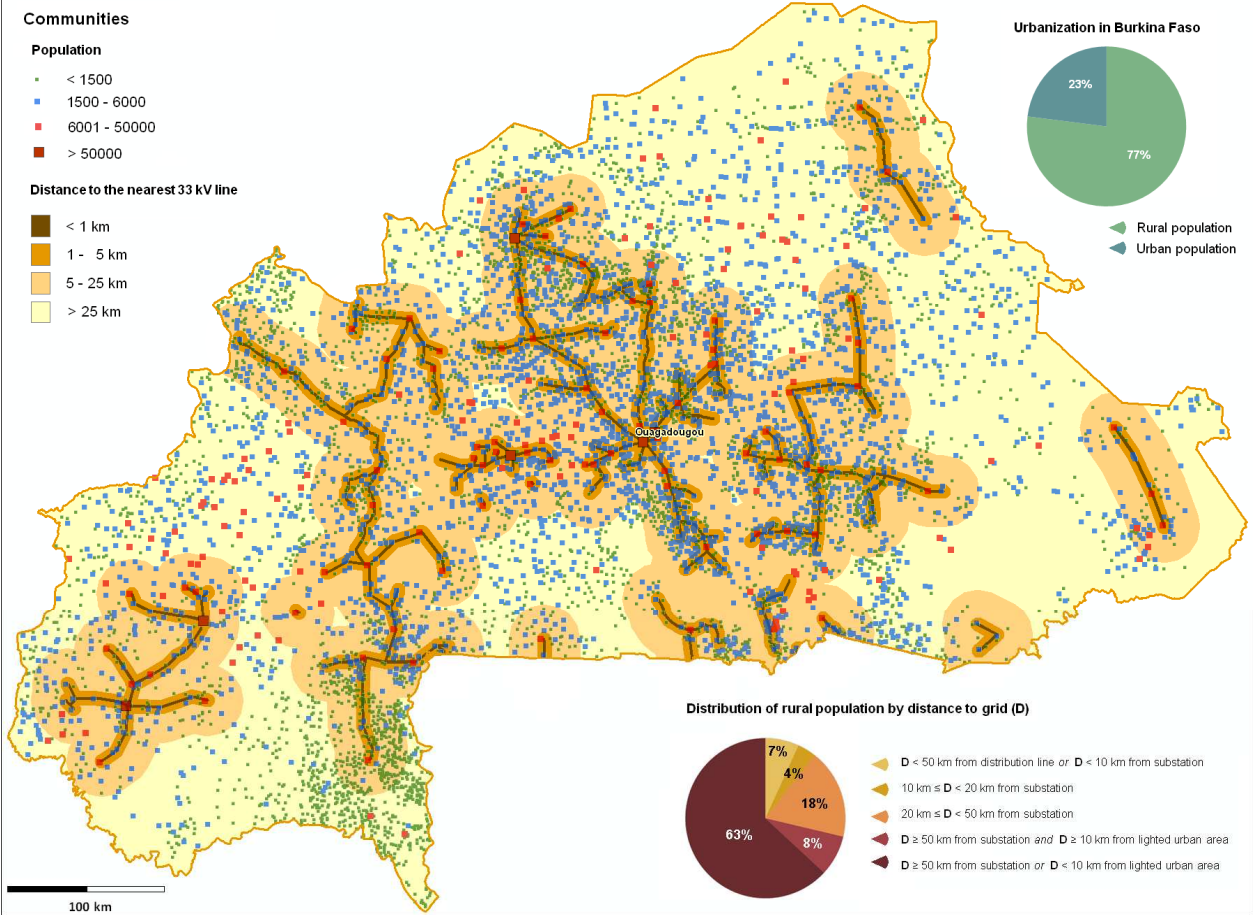 Communities
Population
< 1500
1500 - 6000
6001 - 50000
> 50000
Distance to the nearest 33 kV line
< 1 km
1 - 5 km
5 - 25 km
> 25 km
Urbanization in Burkina Faso
23%
77%
Rural population
Urban population
Ouagadougou
Distribution of rural population by distance to grid (D)
7%
4%
18%
8%
63%
D < 50 km from distribution line or D < 10 km from substation
10 km ≤ D < 20 km from substation
20 km ≤ D < 50 km from substation
D ≥ 50 km from substation and D ≥ 10 km from lighted urban area
D ≥ 50 km from substation or D < 10 km from lighted urban area
100 km